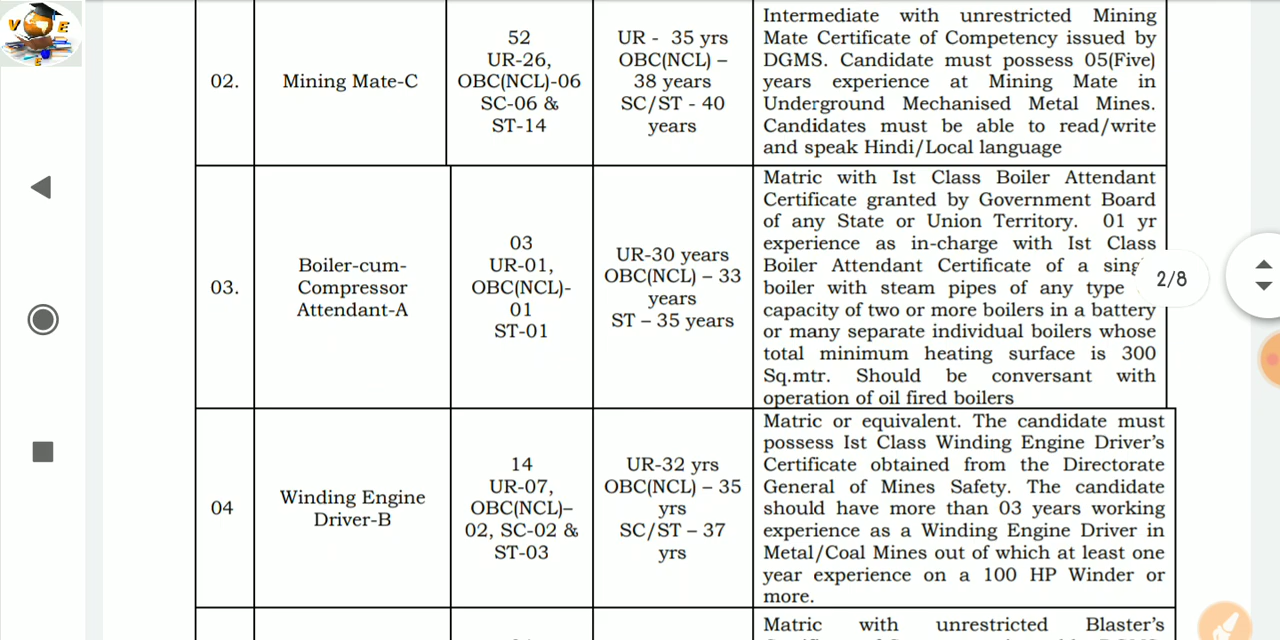 V E
E
02.
Mining Mate-C
52
UR-26,
OBC(NCL)-06
SC-06 &
ST-14
UR - 35 yrs
OBC(NCL) –
38 years
SC/ST - 40
years
Intermediate with unrestricted Mining
Mate Certificate of Competency issued by
DGMS. Candidate must possess 05(Five)
years experience at Mining Mate in
Underground Mechanised Metal Mines.
Candidates must be able to read/write
and speak Hindi/Local language
03.
Boiler-cum-
Compressor
Attendant-A
03
UR-01,
OBC(NCL)-
01
ST-01
UR-30 years
OBC(NCL) – 33
years
ST – 35 years
Matric with Ist Class Boiler Attendant
Certificate granted by Government Board
of any State or Union Territory. 01 yr
experience as in-charge with Ist Class
Boiler Attendant Certificate of a
boiler with steam pipes of any type
capacity of two or more boilers in a battery
or many separate individual boilers whose
total minimum heating surface is 300
Sq.mtr. Should be conversant with
operation of oil fired boilers
2/8
04
Winding Engine
Driver-B
14
UR-07,
OBC(NCL)–
02, SC-02 &
ST-03
UR-32 yrs
OBC(NCL) – 35
yrs
SC/ST – 37
yrs
Matric or equivalent. The candidate must
possess Ist Class Winding Engine Driver’s
Certificate obtained from the Directorate
General of Mines Safety. The candidate
should have more than 03 years working
experience as a Winding Engine Driver in
Metal/Coal Mines out of which at least one
year experience on a 100 HP Winder or
more.
Matric with unrestricted Blaster’s